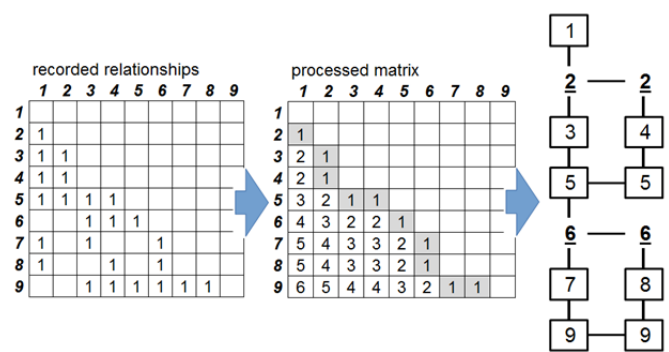 recorded relationships
1 2 3 4 5 6 7 8 9
1
2 1
3 1 1
4 1 1
5 1 1 1 1
6 1 1 1
7 1 1 1
8 1 1 1
9 1 1 1 1 1 1
processed matrix
1 2 3 4 5 6 7 8 9
1
2 1
3 2 1
4 2 1
5 3 2 1 1
6 4 3 2 2 1
7 5 4 3 3 2 1
8 5 4 3 3 2 1
9 6 5 4 4 3 2 1 1
1
2 2
3 4
5 5
6 6
7 8
9 9